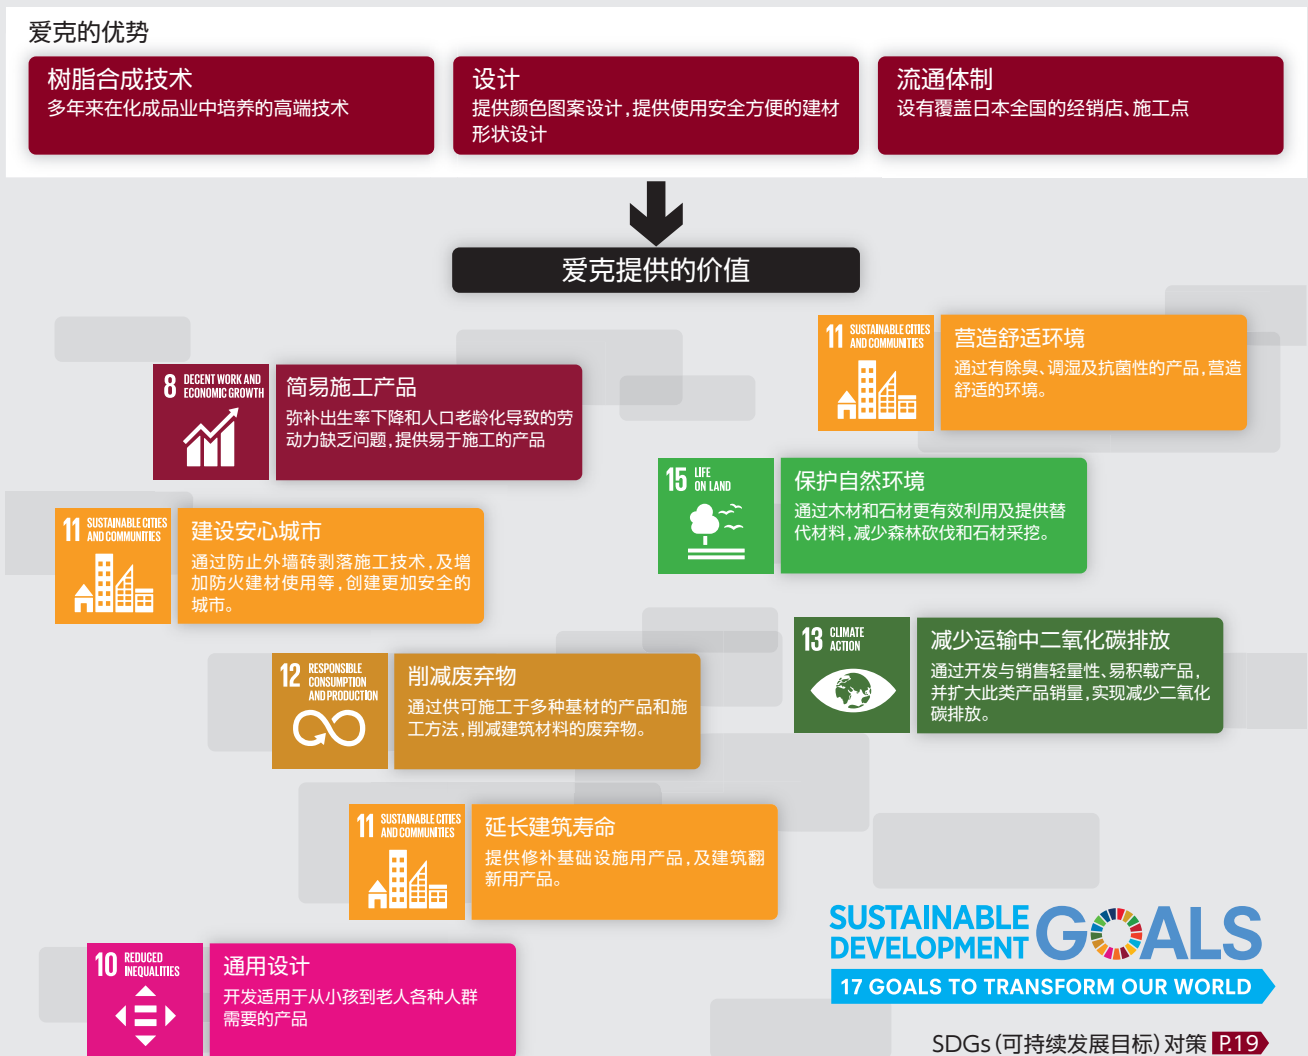 爱克的优势
树脂合成技术
多年来在化成品业中培养的高端技术
设计
提供颜色图案设计,提供使用安全方便的建材
形状设计
流通体制
设有覆盖日本全国的经销店、施工点
爱克提供的价值
11 SUSTAINABLE CITIES
AND COMMUNITIES
营造舒适环境
通过有除臭、调湿及抗菌性的产品,营造
舒适的环境。
8 DECENT WORK AND
ECONOMIC GROWTH
简易施工产品
弥补出生率下降和人口老龄化导致的劳
动力缺乏问题,提供易于施工的产品
15 LIFE
ON LAND
保护自然环境
通过木材和石材更有效利用及提供替
代材料,减少森林砍伐和石材采挖。
11 SUSTAINABLE CITIES
AND COMMUNITIES
建设安心城市
通过防止外墙砖剥落施工技术,及增
加防火建材使用等,创建更加安全的
城市。
13 CLIMATE
ACTION
减少运输中二氧化碳排放
通过开发与销售轻量性、易积载产品,
并扩大此类产品销量,实现减少二氧化
碳排放。
12 RESPONSIBLE
CONSUMPTION
AND PRODUCTION
削减废弃物
通过供可施工于多种基材的产品和施
工方法,削减建筑材料的废弃物。
11 SUSTAINABLE CITIES
AND COMMUNITIES
延长建筑寿命
提供修补基础设施用产品,及建筑翻
新用产品。
10 REDUCED
INEQUALITIES
通用设计
开发适用于从小孩到老人各种人群
需要的产品
SUSTAINABLE
DEVELOPMENT
GOALS
17 GOALS TO TRANSFORM OUR WORLD
SDGs(可持续发展目标)对策 P.19